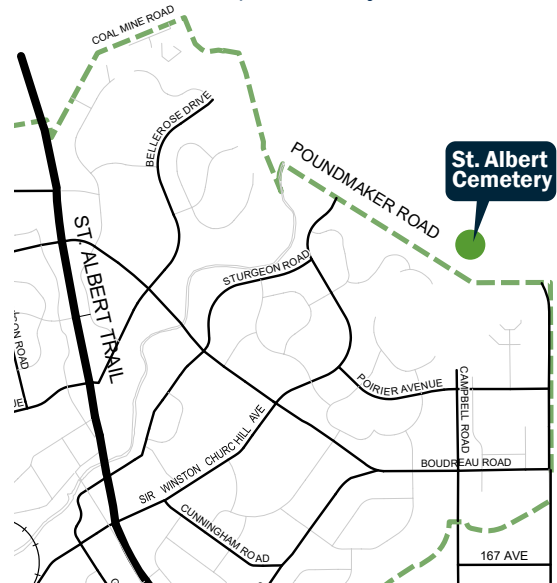 COAL MINE ROAD
BELLEROSE DRIVE
POUNDMAKER ROAD
St. Albert
Cemetery
ST. ALBERT TRAIL
STURGEON ROAD
POIRIER AVENUE
CAMPBELL ROAD
SIR WINSTON CHURCHILL AVE
BOUDREAU ROAD
CUNNINGHAM ROAD
167 AVE
ROAD